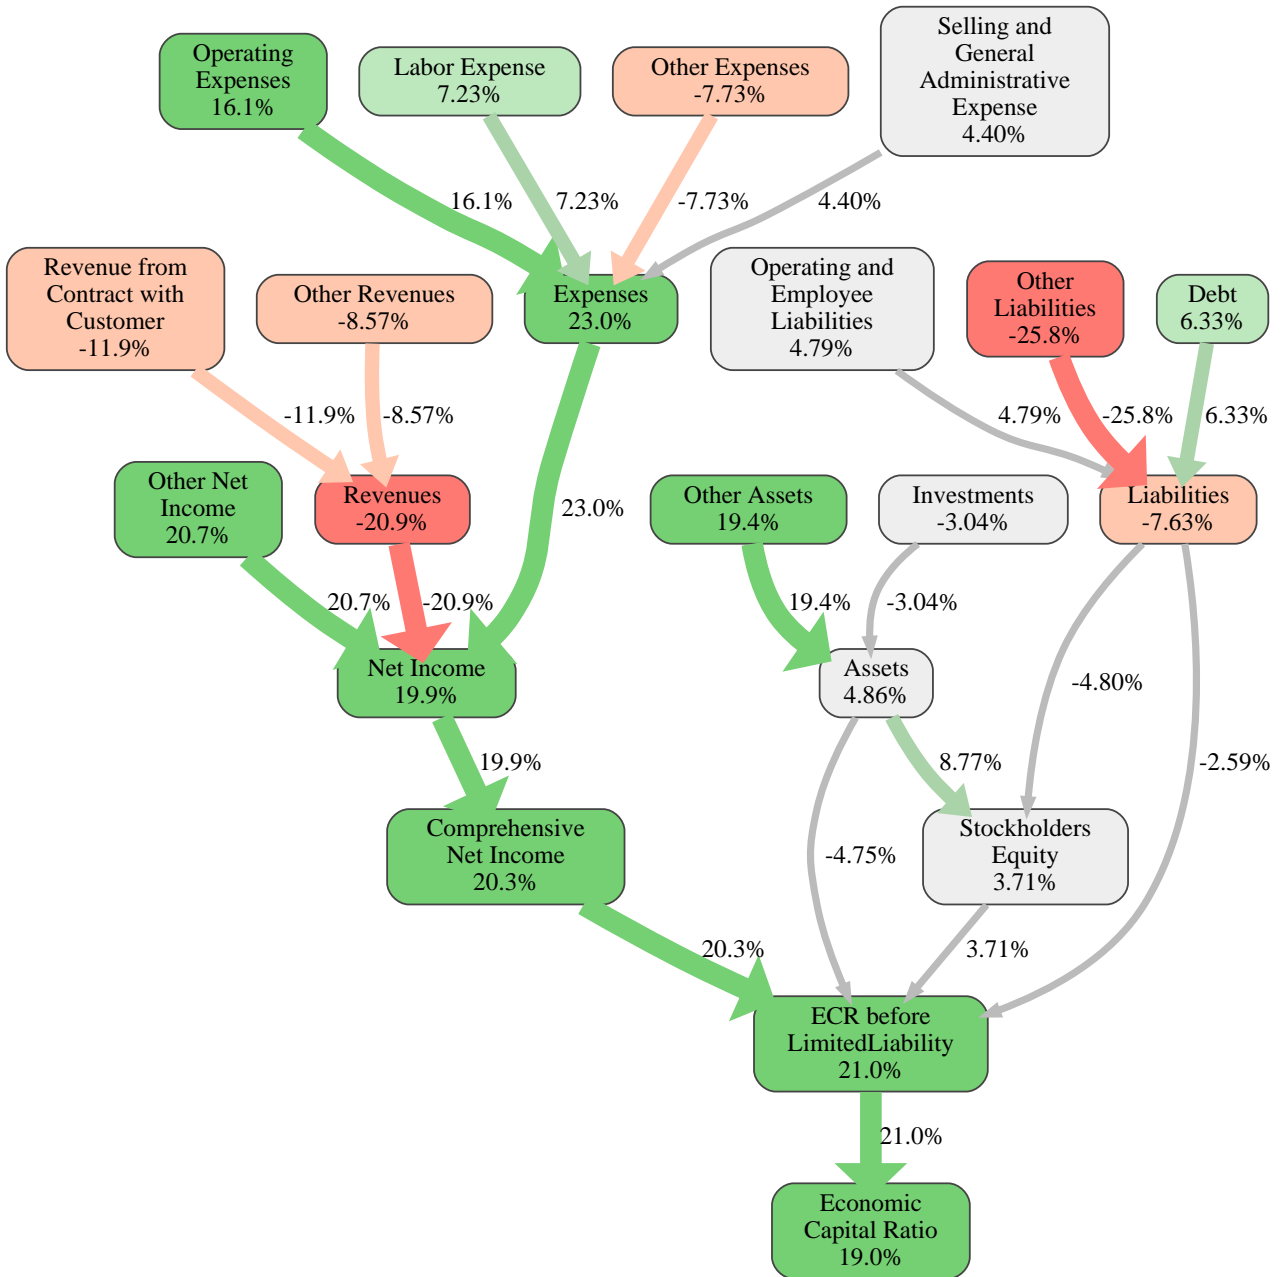 Operating
Expenses
16.1%
Labor Expense
7.23%
Other Expenses
-7.73%
Selling and
General
Administrative
Expense
4.40%
16.1%
7.23%
-7.73%
4.40%
Revenue from
Contract with
Customer
-11.9%
Other Revenues
-8.57%
Expenses
23.0%
Operating and
Employee
Liabilities
4.79%
Other
Liabilities
-25.8%
Debt
6.33%
-11.9%
-8.57%
4.79%
-25.8%
6.33%
Other Net
Income
20.7%
Revenues
-20.9%
23.0%
Other Assets
19.4%
Investments
-3.04%
Liabilities
-7.63%
20.7%
-20.9%
19.4%
-3.04%
Net Income
19.9%
Assets
4.86%
-4.80%
19.9%
8.77%
-2.59%
Comprehensive
Net Income
20.3%
-4.75%
Stockholders
Equity
3.71%
20.3%
3.71%
ECR before
LimitedLiability
21.0%
21.0%
Economic
Capital Ratio
19.0%